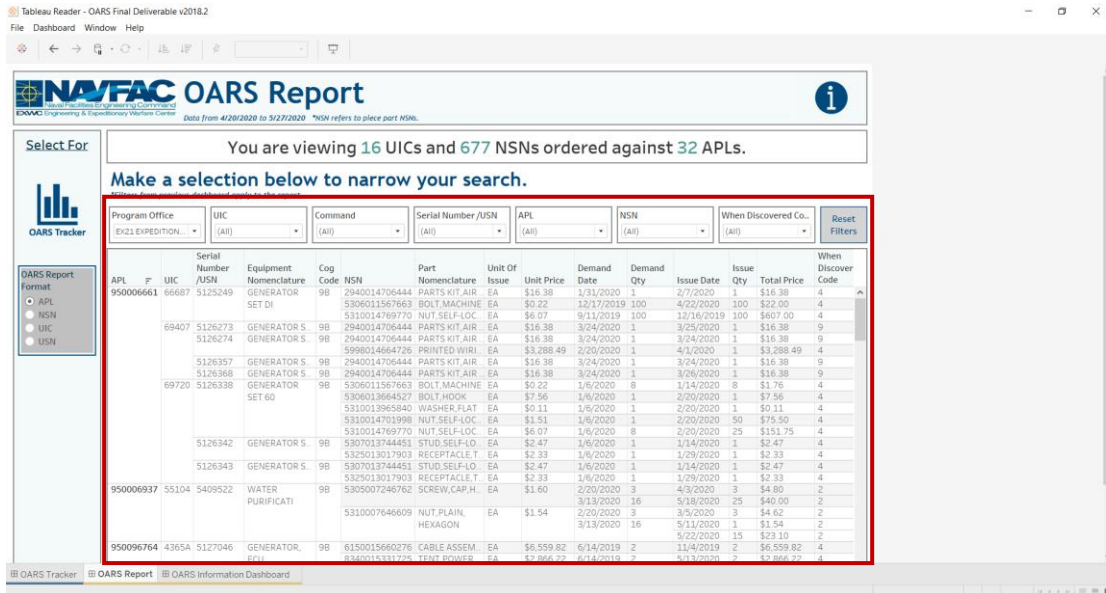 Tableau Reader - OARS Final Deliverable v2018.2
File Dashboard Window Help
NAVFAC
Naval Facilities Engineering Command
EXWC Engineering & Expeditionary Warfare Center
OARS Report
Data from 4/20/2020 to 5/27/2020 *NSN refers to piece part NSNs.
i
Select For
OARS Tracker
You are viewing 16 UICs and 677 NSNs ordered against 32 APLs.
Make a selection below to narrow your search.
*Filters from previous dashboard apply to the report
Program Office UIC Command Serial Number /USN APL NSN When Discovered Co..
EX21 EXPEDITION... (All) (All) (All) (All) (All) (All)
Reset Filters
OARS Report Format
APL
NSN
UIC
USN
APL UIC Serial Number /USN Equipment Nomenclature Cog Code NSN Part Nomenclature Unit Of Issue Unit Price Demand Date Demand Qty Issue Date Issue Qty Total Price When Discover Code
950006661 66687 5125249 GENERATOR SET DI 9B 2940014706444 PARTS KIT,AIR.. EA $16.38 1/31/2020 1 2/7/2020 1 $16.38 4
5306011567663 BOLT,MACHINE EA $0.22 12/17/2019 100 4/22/2020 100 $22.00 4
5310014769770 NUT,SELF-LOC.. EA $6.07 9/11/2019 100 12/16/2019 100 $607.00 4
69407 5126273 GENERATOR S.. 9B 2940014706444 PARTS KIT,AIR.. EA $16.38 3/24/2020 1 3/25/2020 1 $16.38 9
5126274 GENERATOR S.. 9B 2940014706444 PARTS KIT,AIR.. EA $16.38 3/24/2020 1 3/24/2020 1 $16.38 9
5998014664726 PRINTED WIRI.. EA $3,288.49 2/20/2020 1 4/1/2020 1 $3,288.49 4
5126357 GENERATOR S.. 9B 2940014706444 PARTS KIT,AIR.. EA $16.38 3/24/2020 1 3/24/2020 1 $16.38 9
5126368 GENERATOR S.. 9B 2940014706444 PARTS KIT,AIR.. EA $16.38 3/24/2020 1 3/26/2020 1 $16.38 9
69720 5126338 GENERATOR SET 60 9B 5306011567663 BOLT,MACHINE EA $0.22 1/6/2020 8 1/14/2020 8 $1.76 4
5306013664527 BOLT,HOOK EA $7.56 1/6/2020 1 2/20/2020 1 $7.56 4
5310013965840 WASHER,FLAT EA $0.11 1/6/2020 1 2/20/2020 1 $0.11 4
5310014701998 NUT,SELF-LOC.. EA $1.51 1/6/2020 1 2/20/2020 50 $75.50 4
5310014769770 NUT,SELF-LOC.. EA $6.07 1/6/2020 8 2/20/2020 25 $151.75 4
5126342 GENERATOR S.. 9B 5307013744451 STUD,SELF-LO.. EA $2.47 1/6/2020 1 1/14/2020 1 $2.47 4
5325013017903 RECEPTACLE,T.. EA $2.33 1/6/2020 1 1/29/2020 1 $2.33 4
5126343 GENERATOR S.. 9B 5307013744451 STUD,SELF-LO.. EA $2.47 1/6/2020 1 1/14/2020 1 $2.47 4
5325013017903 RECEPTACLE,T.. EA $2.33 1/6/2020 1 1/29/2020 1 $2.33 4
950006937 55104 5409522 WATER PURIFICATI 9B 5305007246762 SCREW,CAP,H.. EA $1.60 2/20/2020 3 4/3/2020 3 $4.80 2
3/13/2020 16 5/18/2020 25 $40.00 2
5310007646609 NUT,PLAIN, HEXAGON EA $1.54 2/20/2020 3 3/5/2020 3 $4.62 2
3/13/2020 16 5/11/2020 1 $1.54 2
5/22/2020 15 $23.10 2
950096764 4365A 5127046 GENERATOR, ECU 9B 6150015660276 CABLE ASSEM.. EA $6,559.82 6/14/2019 2 11/4/2019 2 $6,559.82 4
8340015331725 TENT POWER.. EA $2,866.22 6/14/2019 2 5/13/2020 2 $2,866.22 4
OARS Tracker OARS Report OARS Information Dashboard